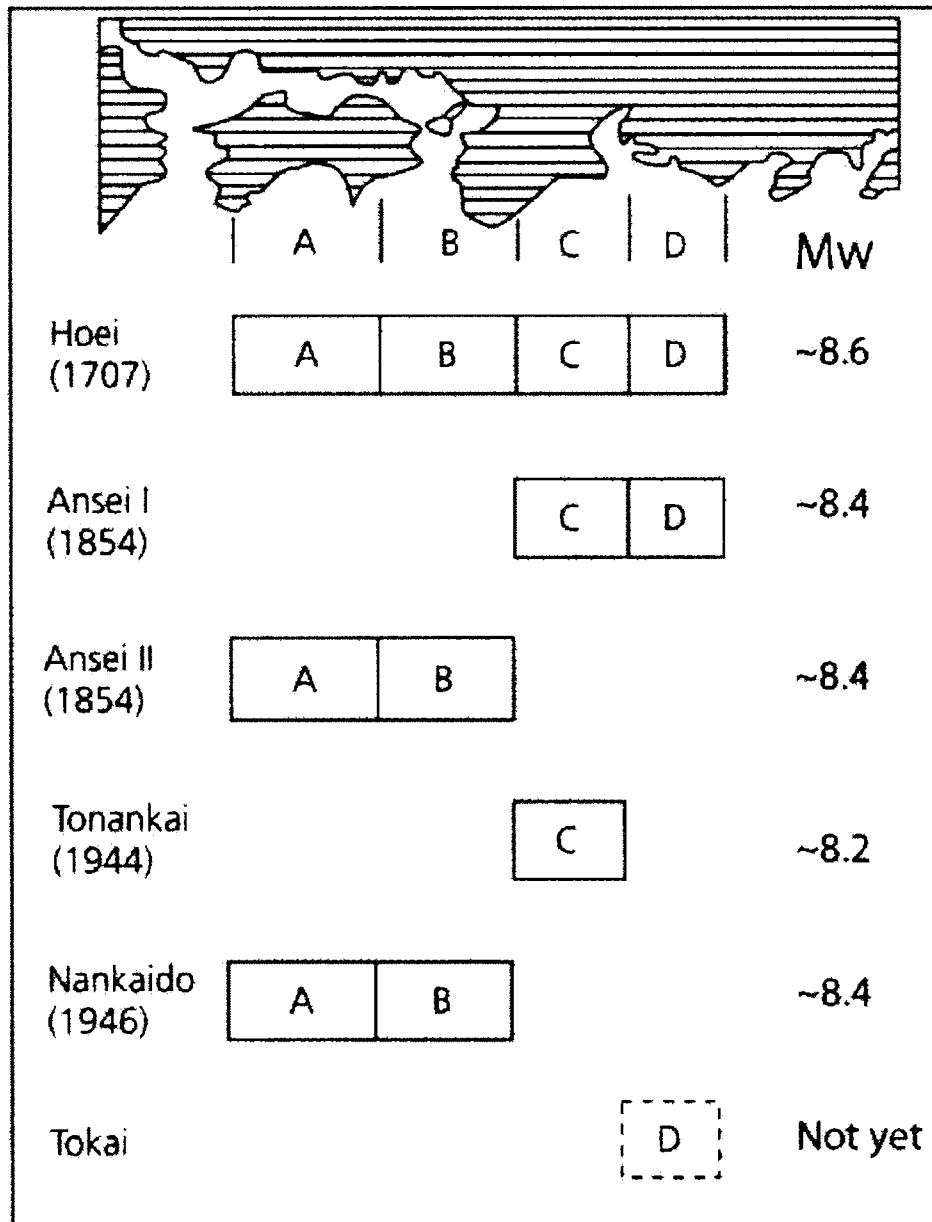 A B C D Mw
Hoei
(1707)
A B C D ~8.6
Ansei I
(1854)
C D ~8.4
Ansei II
(1854)
A B ~8.4
Tonankai
(1944)
C ~8.2
Nankaido
(1946)
A B ~8.4
Tokai D Not yet